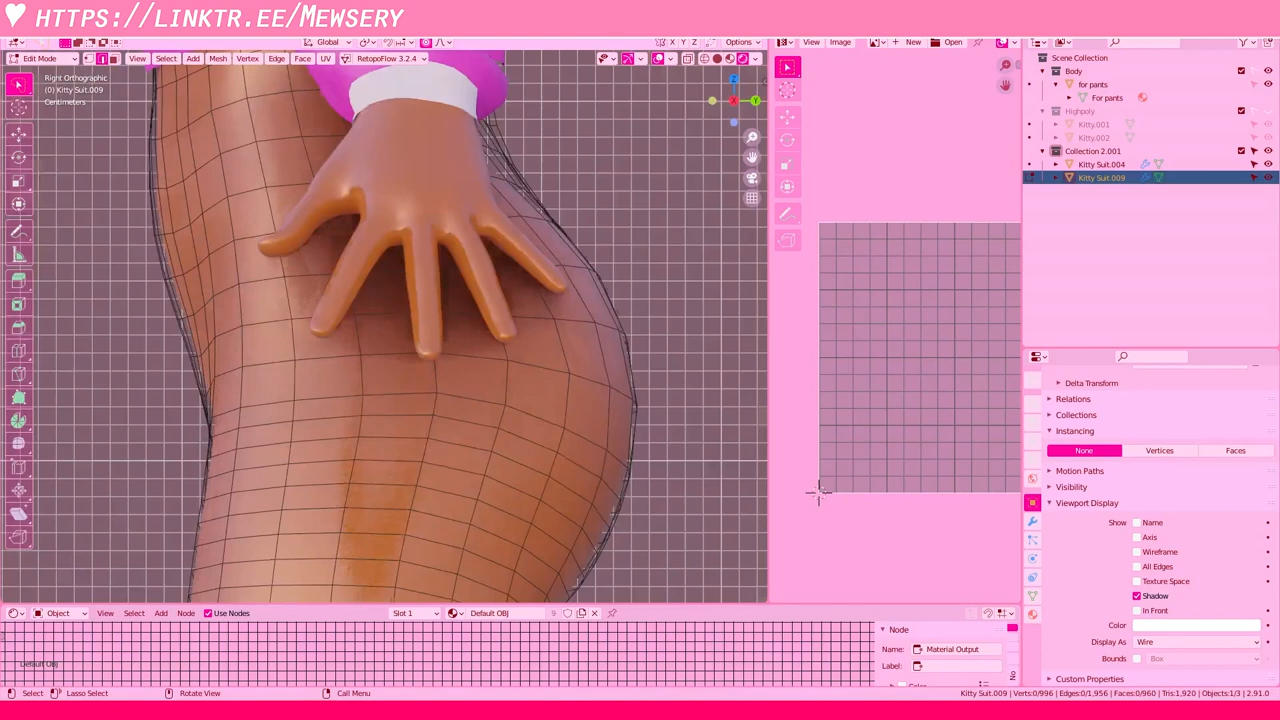 ♥ HTTPS://LINKTR.EE/MEWSERY
Global
X Y Z
Options
View Image
New
Open
Edit Mode
View Select Add Mesh Vertex Edge Face UV
RetopoFlow 3.2.4
Right Orthographic
(0) Kitty Suit.009
Centimeters
Z
X
Y
Scene Collection
Body
for pants
For pants
Highpoly
Kitty.001
Kitty.002
Collection 2.001
Kitty Suit.004
Kitty Suit.009
Delta Transform
Relations
Collections
Instancing
None Vertices Faces
Motion Paths
Visibility
Viewport Display
Show
Name
Axis
Wireframe
All Edges
Texture Space
Shadow
In Front
Color
Display As Wire
Bounds Box
Custom Properties
Object View Select Add Node Use Nodes Slot 1 Default OBJ 9
Default OBJ
Node
Name: Material Output
Label:
Color
No
Select Lasso Select Rotate View Call Menu
Kitty Suit.009 | Verts:0/996 | Edges:0/1,956 | Faces:0/960 | Tris:1,920 | Objects:1/3 | 2.91.0